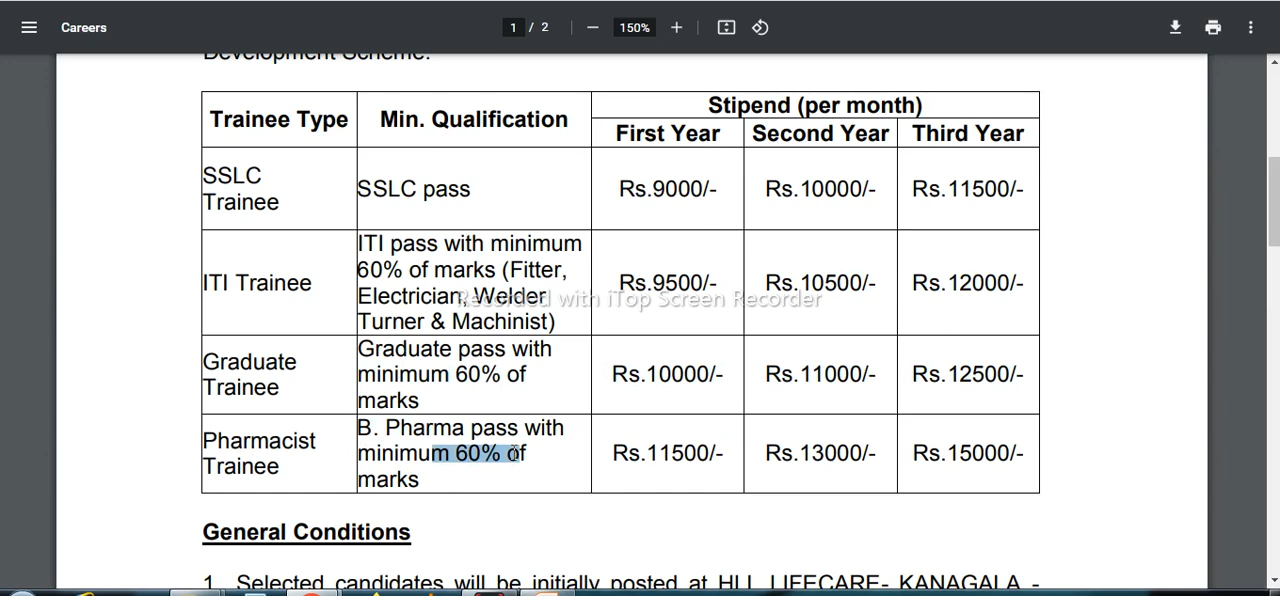 Careers
1 / 2
150%
Development Scheme.
Trainee Type
Min. Qualification
Stipend (per month)
First Year
Second Year
Third Year
SSLC
Trainee
SSLC pass
Rs.9000/-
Rs.10000/-
Rs.11500/-
ITI Trainee
ITI pass with minimum
60% of marks (Fitter,
Electrician, Welder
Turner & Machinist)
Rs.9500/-
Rs.10500/-
Rs.12000/-
Recorded with iTop Screen Recorder
Graduate
Trainee
Graduate pass with
minimum 60% of
marks
Rs.10000/-
Rs.11000/-
Rs.12500/-
Pharmacist
Trainee
B. Pharma pass with
minimum 60% of
marks
Rs.11500/-
Rs.13000/-
Rs.15000/-
General Conditions
1. Selected candidates will be initially posted at HLL LIFECARE- KANAGALA -